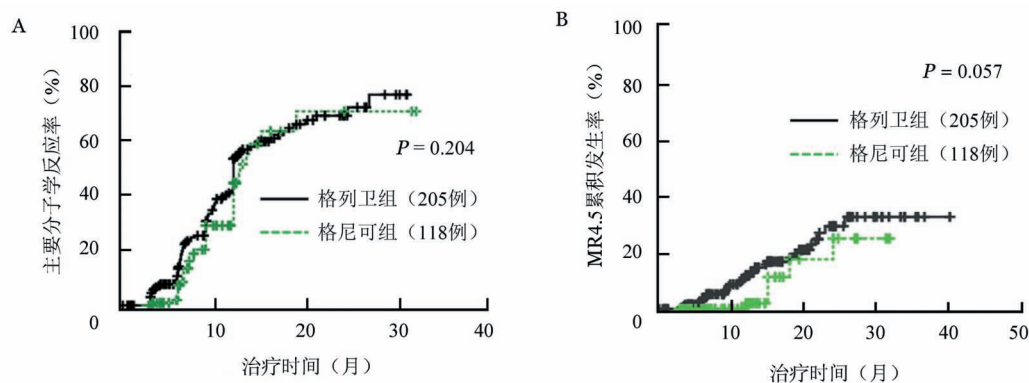 A
主要分子学反应率（%）
100
80
60
40
20
0
P = 0.204
格列卫组（205例）
格尼可组（118例）
10
20
30
40
治疗时间（月）
B
MR4.5累积发生率（%）
100
80
60
40
20
0
P = 0.057
格列卫组（205例）
格尼可组（118例）
10
20
30
40
50
治疗时间（月）